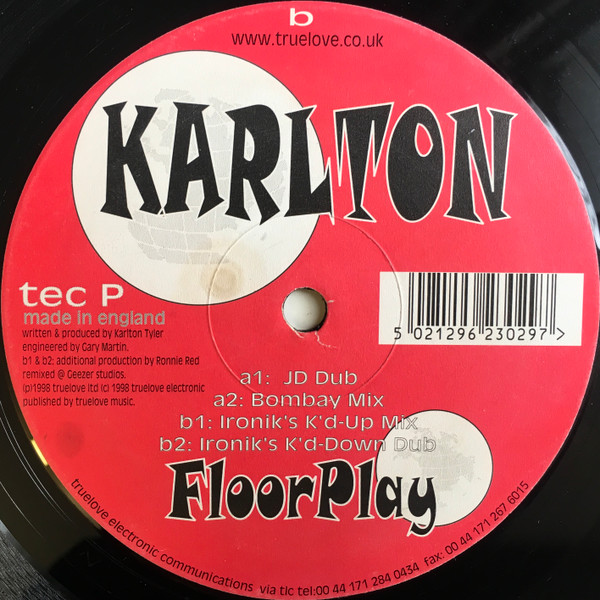 b
www.truelove.co.uk
KARLTON
tec P
made in england
written & produced by Karlton Tyler
engineered by Gary Martin.
b1 & b2: additional production by Ronnie Red
remixed @ Geezer studios.
(p)1998 truelove ltd (c) 1998 truelove electronic
published by truelove music.
5 021296 230297 >
a1: JD Dub
a2: Bombay Mix
b1: Ironik's K'd-Up Mix
b2: Ironik's K'd-Down Dub
FloorPlay
truelove electronic communications via tlc tel:00 44 171 284 0434 fax: 00 44 171 267 6015